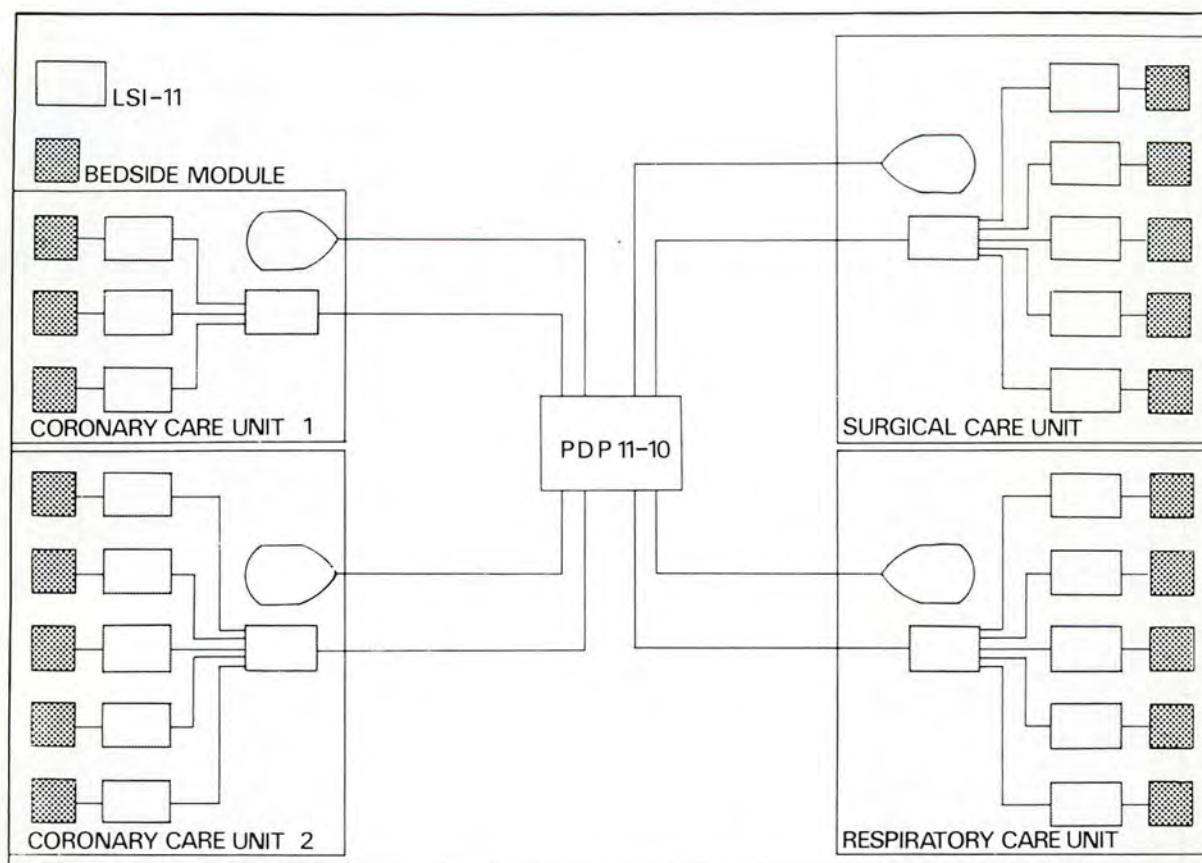 LSI-11
BEDSIDE MODULE
CORONARY CARE UNIT 1
SURGICAL CARE UNIT
PDP 11-10
CORONARY CARE UNIT 2
RESPIRATORY CARE UNIT